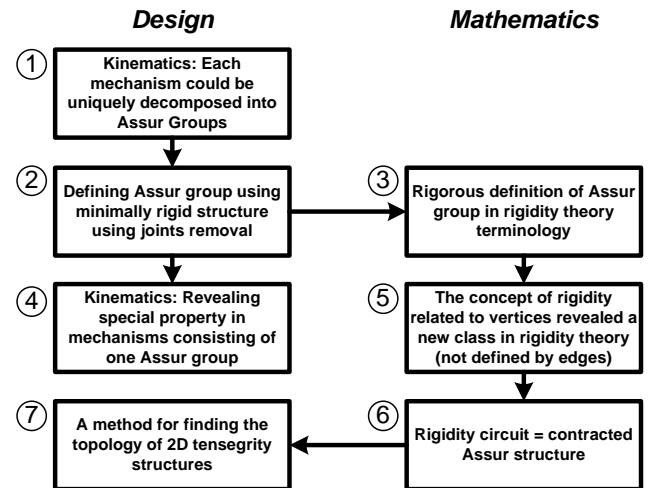 Design
Mathematics
1
Kinematics: Each
mechanism could be
uniquely decomposed into
Assur Groups
2
Defining Assur group using
minimally rigid structure
using joints removal
3
Rigorous definition of Assur
group in rigidity theory
terminology
4
Kinematics: Revealing
special property in
mechanisms consisting of
one Assur group
5
The concept of rigidity
related to vertices revealed a
new class in rigidity theory
(not defined by edges)
7
A method for finding the
topology of 2D tensegrity
structures
6
Rigidity circuit = contracted
Assur structure